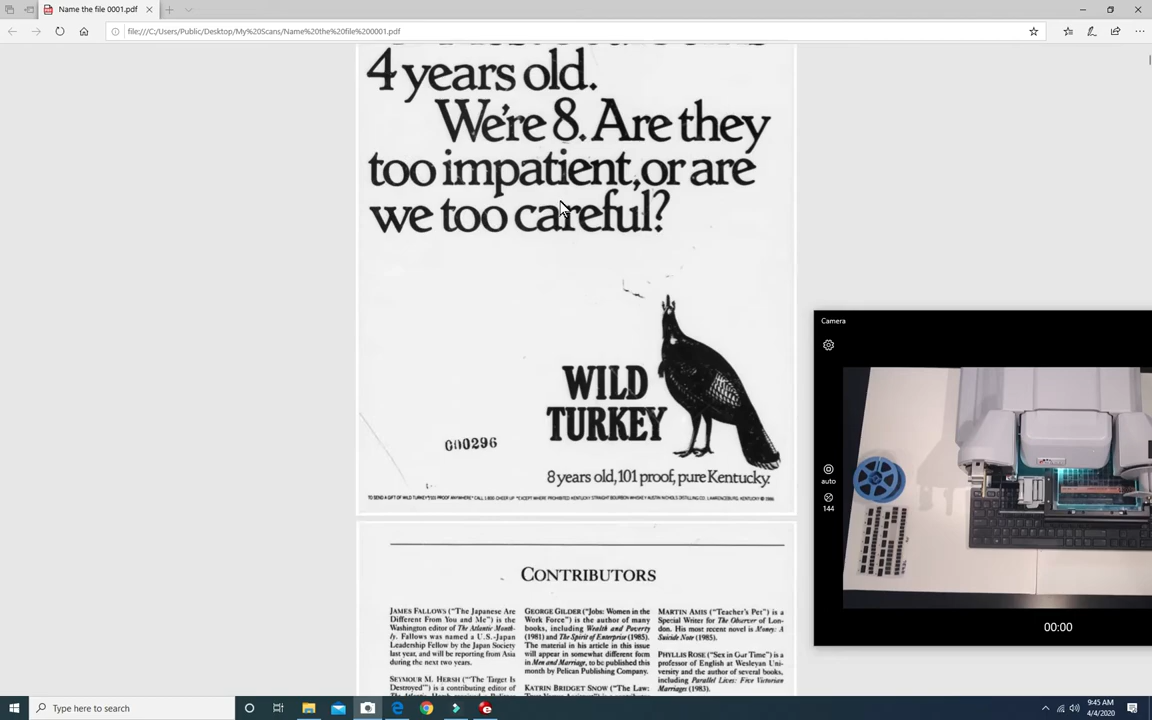 Name the file 0001.pdf
file:///C:/Users/Public/Desktop/My%20Scans/Name%20the%20file%200001.pdf
4 years old.
We're 8. Are they
too impatient, or are
we too careful?
WILD
TURKEY
000296
8 years old, 101 proof, pure Kentucky.
CONTRIBUTORS
JAMES FALLOWS ("The Japanese Are
Different From You and Me") is the
Washington editor of The Atlantic Month-
ly. Fallows was named a U.S.-Japan
Leadership Fellow by the Japan Society
last year, and will be reporting from Asia
during the next two years.
SEYMOUR M. HERSH ("The Target Is
Destroyed") is a contributing editor of
GEORGE GILDER ("Jobs: Women in the
Work Force") is the author of many
books, including Wealth and Poverty
(1981) and The Spirit of Enterprise (1985).
The material in his article in this issue
will appear in somewhat different form
in Men and Marriage, to be published this
month by Pelican Publishing Company.
KATRIN BRIDGET SNOW ("The Law:
MARTIN AMIS ("Teacher's Pet") is a
Special Writer for The Observer of Lon-
don. His most recent novel is Money: A
Suicide Note (1985).
PHYLLIS ROSE ("Sex in Our Time") is a
professor of English at Wesleyan Uni-
versity and the author of several books,
including Parallel Lives: Five Victorian
Marriages (1983).
Camera
auto
144
00:00
Type here to search
9:45 AM
4/4/2020